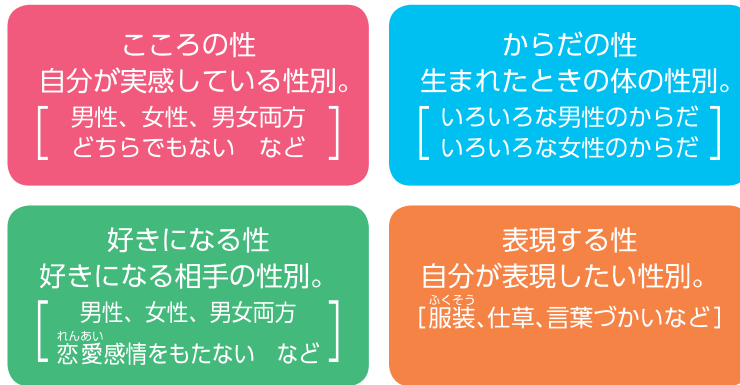 こころの性
自分が実感している性別。
[男性、女性、男女両方
どちらでもない　など]
からだの性
生まれたときの体の性別。
[いろいろな男性のからだ
いろいろな女性のからだ]
好きになる性
好きになる相手の性別。
[男性、女性、男女両方
れんあい
恋愛感情をもたない　など]
表現する性
自分が表現したい性別。
ふくそう
[服装、仕草、言葉づかいなど]